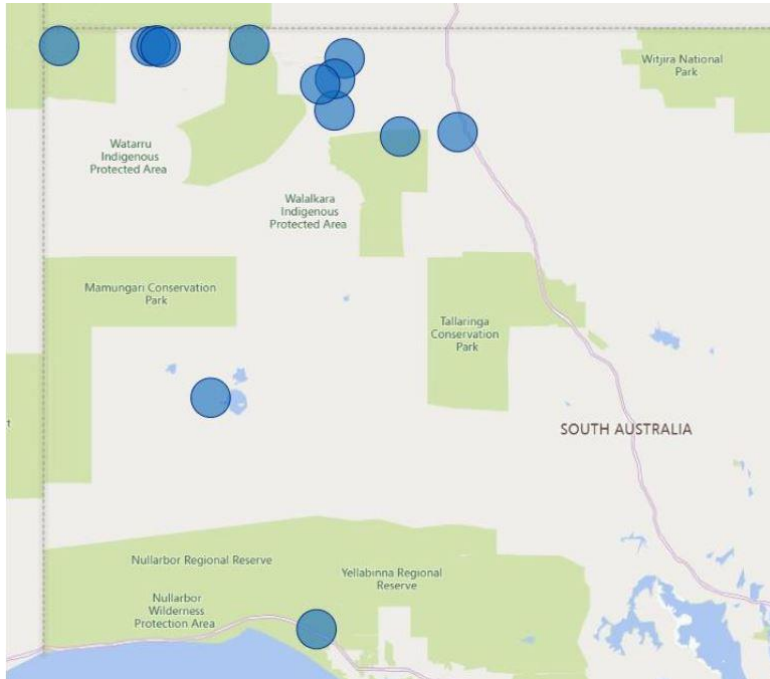 Witjira National
Park
Watarru
Indigenous
Protected Area
Walalkara
Indigenous
Protected Area
Mamungari Conservation
Park
Tallaringa
Conservation
Park
t
SOUTH AUSTRALIA
Nullarbor Regional Reserve
Yellabinna Regional
Reserve
Nullarbor
Wilderness
Protection Area